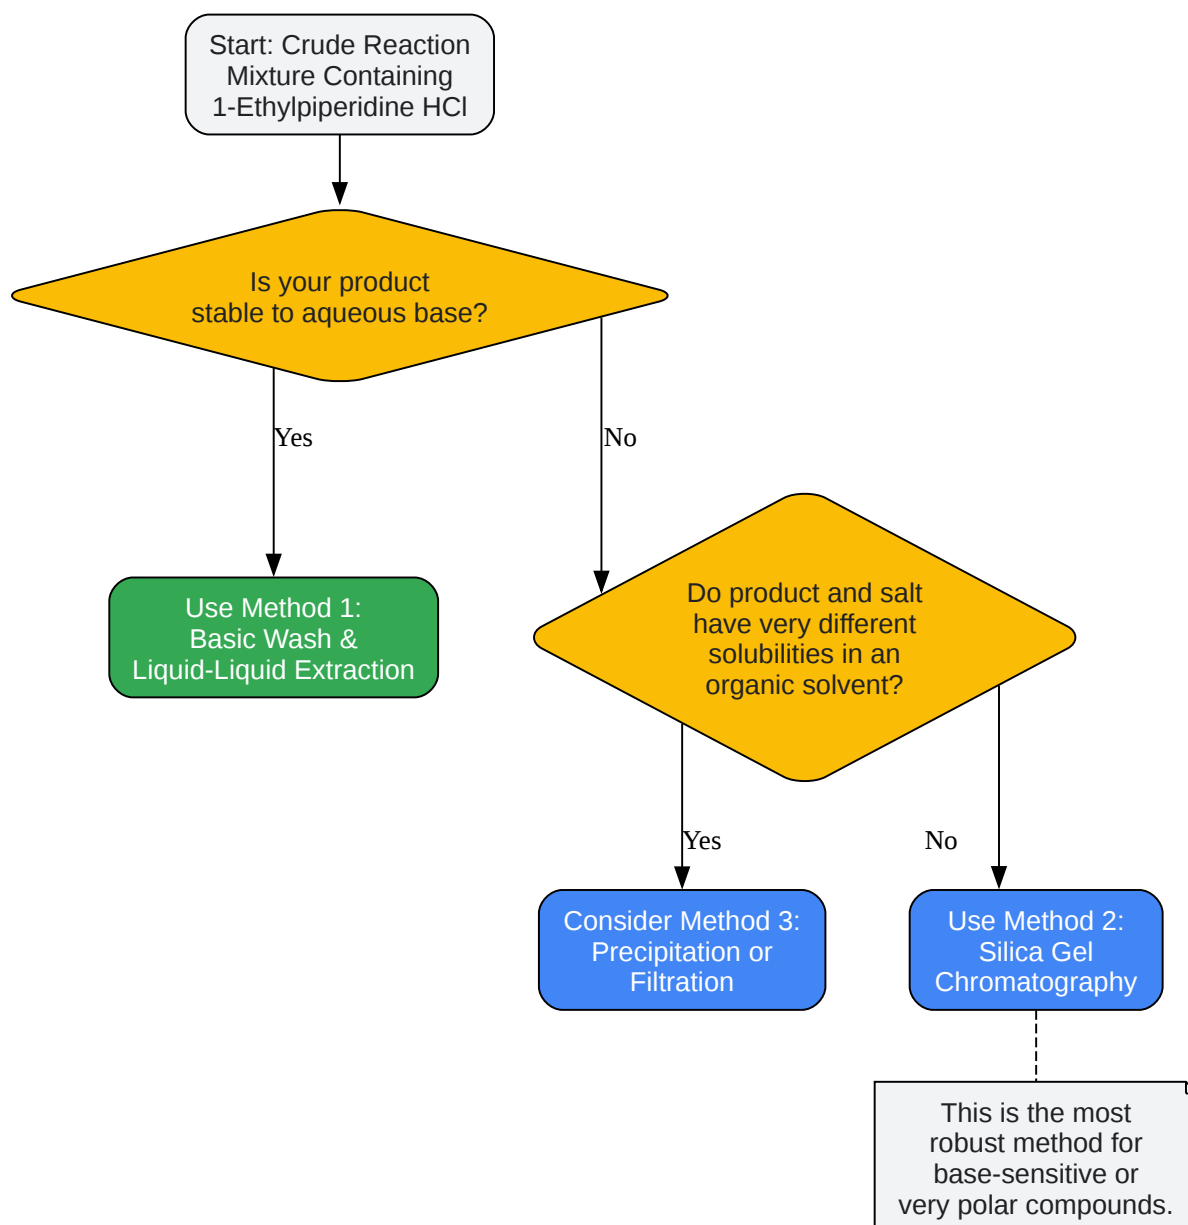 Start: Crude Reaction
Mixture Containing
1-Ethylpiperidine HCl
Is your product
stable to aqueous base?
Yes
No
Use Method 1:
Basic Wash &
Liquid-Liquid Extraction
Do product and salt
have very different
solubilities in an
organic solvent?
Yes
No
Consider Method 3:
Precipitation or
Filtration
Use Method 2:
Silica Gel
Chromatography
This is the most
robust method for
base-sensitive or
very polar compounds.